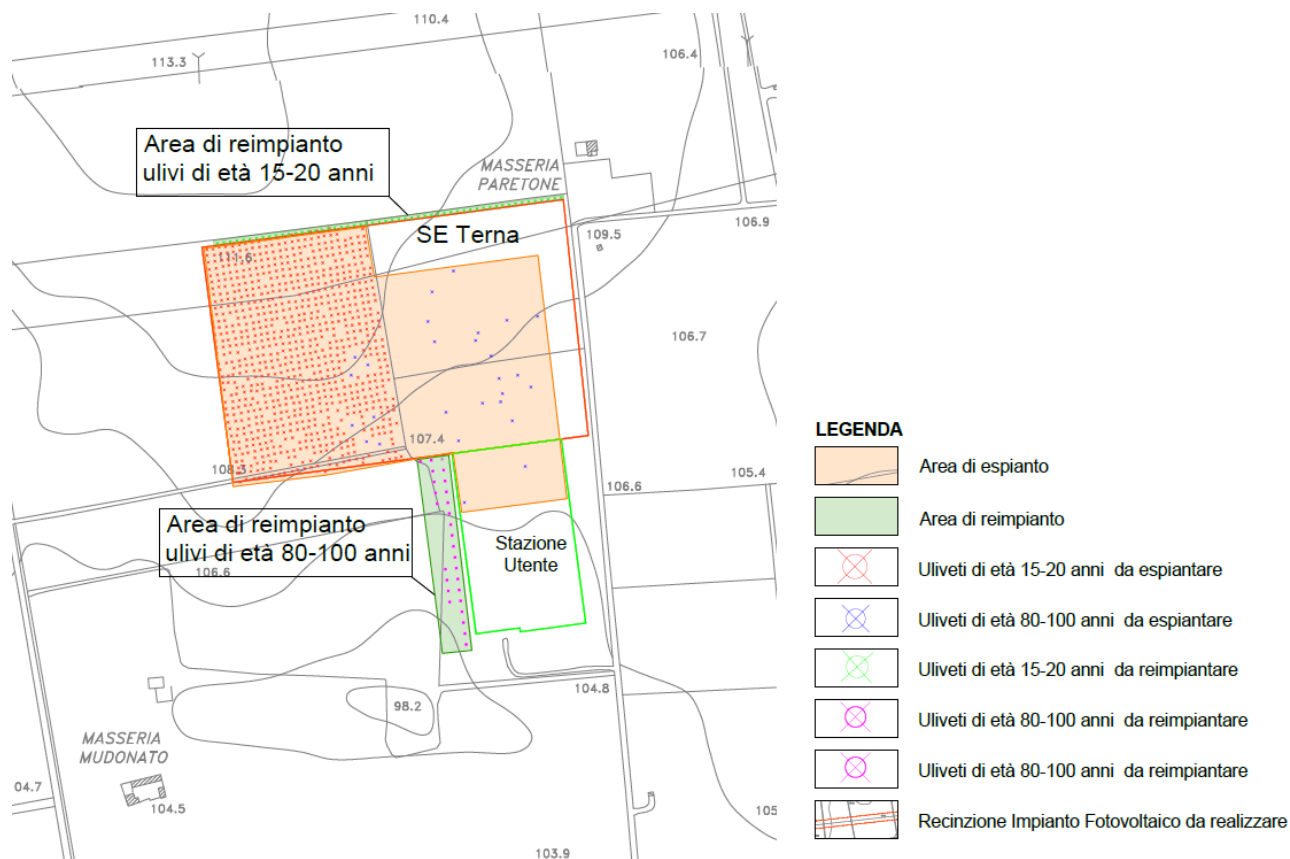 110.4
113.3
106.4
Area di reimpianto
ulivi di età 15-20 anni
MASSERIA
PARETONE
106.9
SE Terna
109.5
111.6
106.7
107.4
108.3
105.4
106.6
Area di reimpianto
ulivi di età 80-100 anni
106.6
Stazione
Utente
104.8
98.2
MASSERIA
MUDONATO
04.7
104.5
105
103.9
LEGENDA
Area di espianto
Area di reimpianto
Uliveti di età 15-20 anni da espiantare
Uliveti di età 80-100 anni da espiantare
Uliveti di età 15-20 anni da reimpiantare
Uliveti di età 80-100 anni da reimpiantare
Uliveti di età 80-100 anni da reimpiantare
Recinzione Impianto Fotovoltaico da realizzare